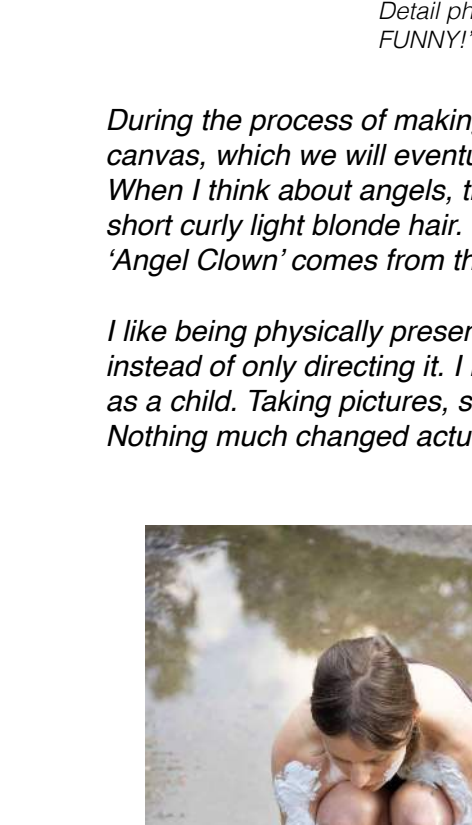 Detail ph
FUNNY!'
During the process of making
canvas, which we will eventu
When I think about angels, t
short curly light blonde hair.
‘Angel Clown’ comes from th
I like being physically presen
instead of only directing it. I
as a child. Taking pictures, s
Nothing much changed actu